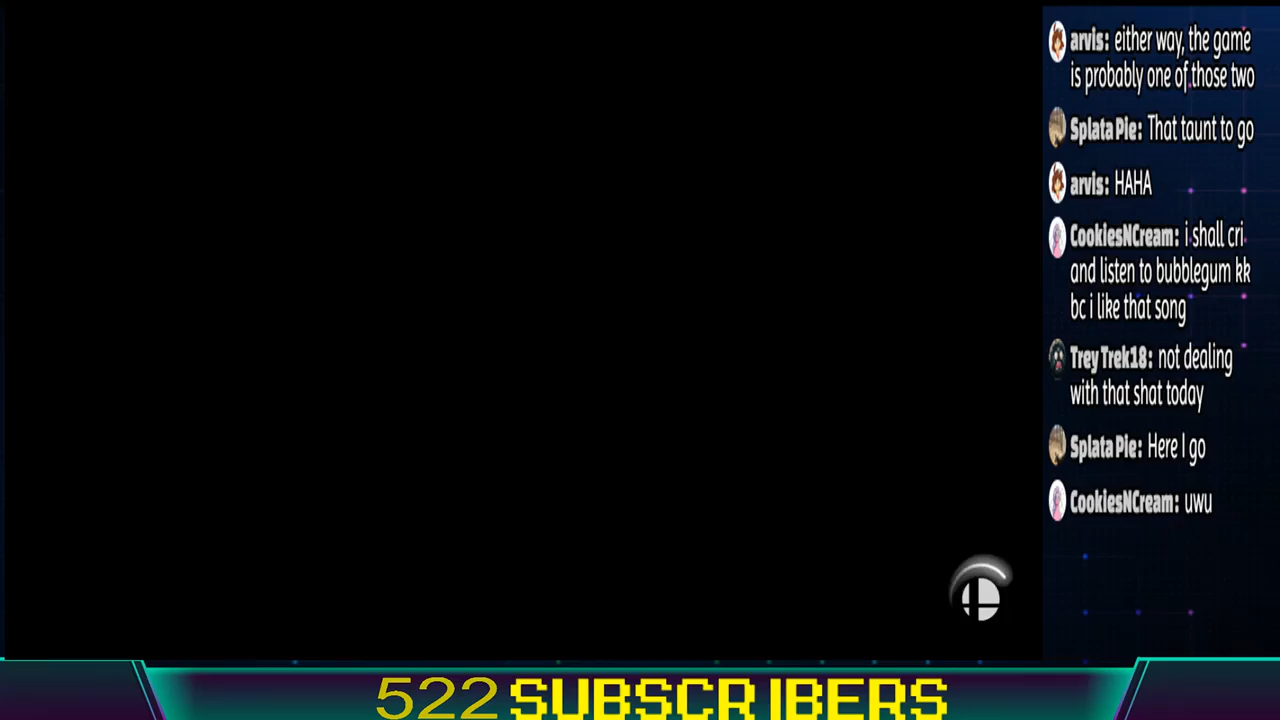 arvis: either way, the game
is probably one of those two
Splata Pie: That taunt to go
arvis: HAHA
CookiesNCream: i shall cri
and listen to bubblegum kk
bc i like that song
Trey Trek18: not dealing
with that shat today
Splata Pie: Here I go
CookiesNCream: uwu
522 SUBSCRIBERS